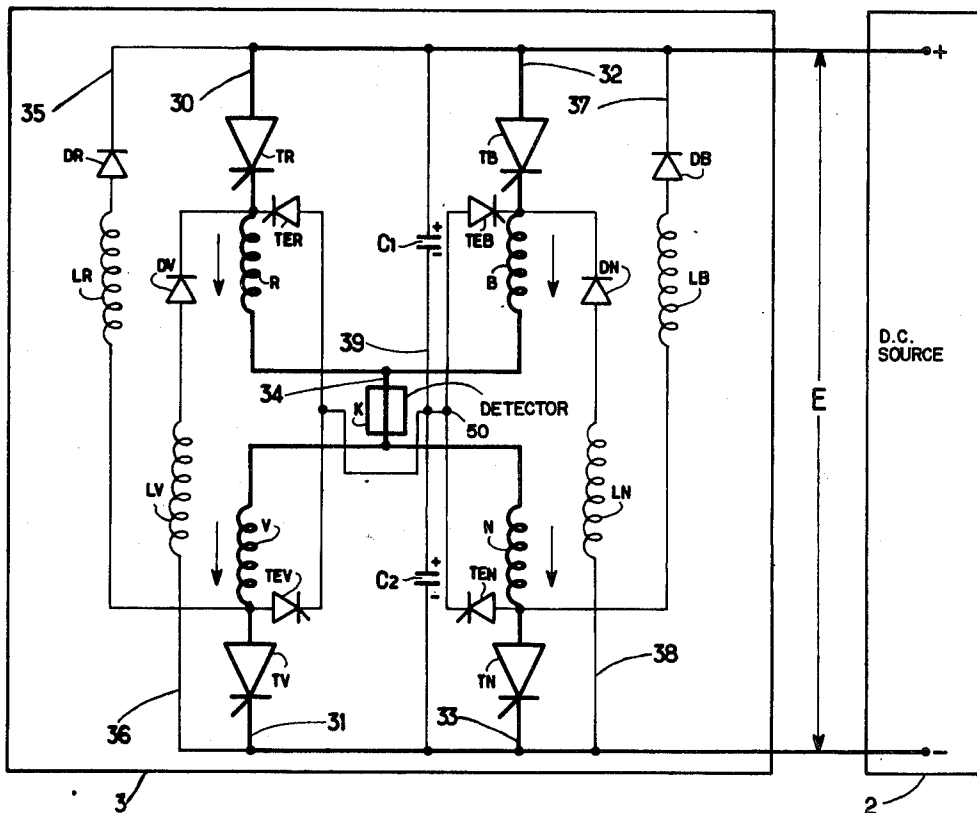 35
30
32
37
+
DR
TR
TB
DB
TER
TEB
C1
+
-
DV
R
B
DN
LR
LB
39
D.C.
SOURCE
34
K
DETECTOR
50
E
LV
V
N
LN
TEV
C2
+
-
TEN
TV
TN
38
36
31
33
-
3
2